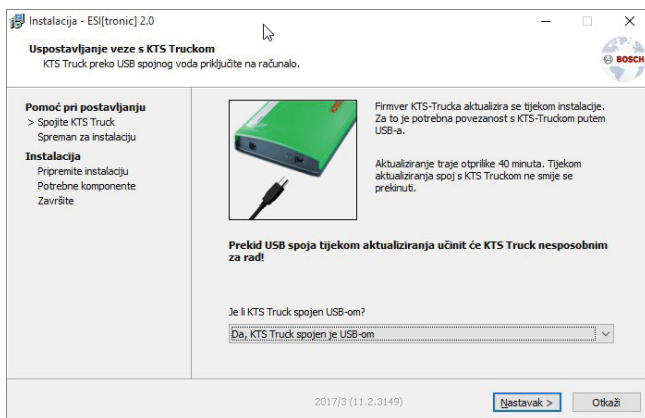 Instalacija - ESI[tronic] 2.0
Uspostavljanje veze s KTS Truckom
KTS Truck preko USB spojnog voda priključite na računalo.
BOSCH
Pomoć pri postavljanju
> Spojite KTS Truck
Spreman za instalaciju
Instalacija
Pripremite instalaciju
Potrebne komponente
Završite
Firmver KTS-Trucka aktualizira se tijekom instalacije.
Za to je potrebna povezanost s KTS-Truckom putem
USB-a.
Aktualiziranje traje otprilike 40 minuta. Tijekom
aktualiziranja spoj s KTS Truckom ne smije se
prekinuti.
Prekid USB spoja tijekom aktualiziranja učinit će KTS Truck nesposobnim
za rad!
Je li KTS Truck spojen USB-om?
Da, KTS Truck spojen je USB-om
2017/3 (11.2.3149)
Nastavak >
Otkaži